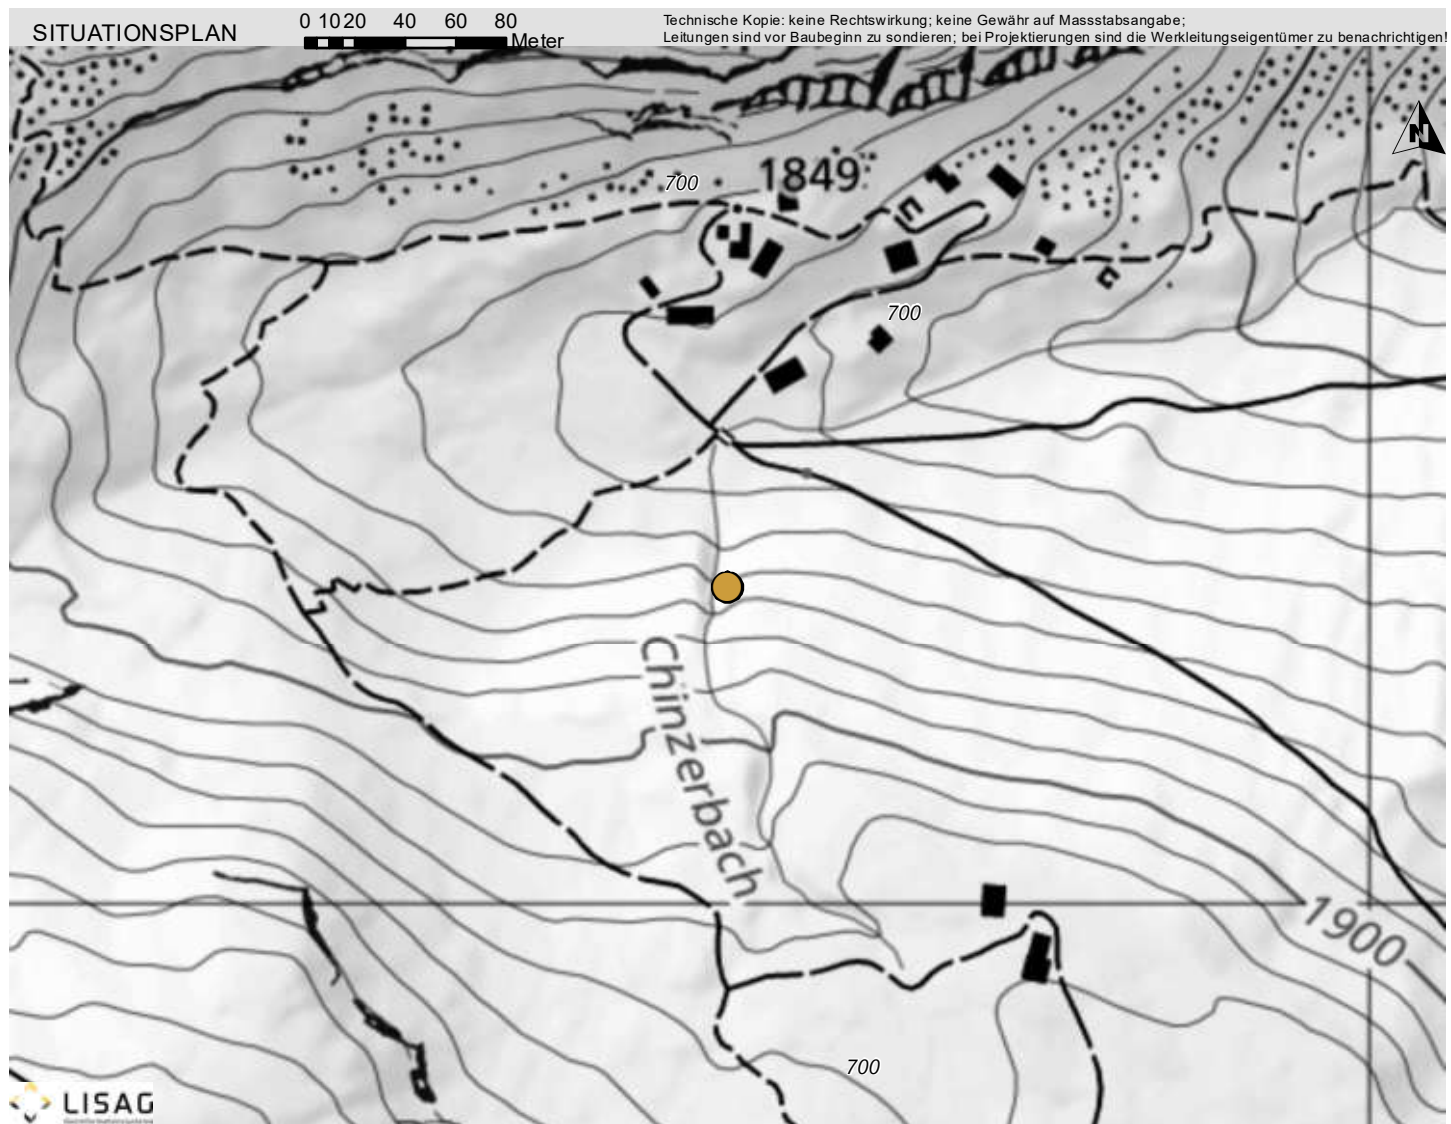 SITUATIONSPLAN
0 10 20 40 60 80
Meter
Technische Kopie: keine Rechtswirkung; keine Gewähr auf Massstabsangabe;
Leitungen sind vor Baubeginn zu sondieren; bei Projektierungen sind die Werkleitungseigentümer zu benachrichtigen!
N
1849
700
700
Chinzerbach
1900
700
LISAG